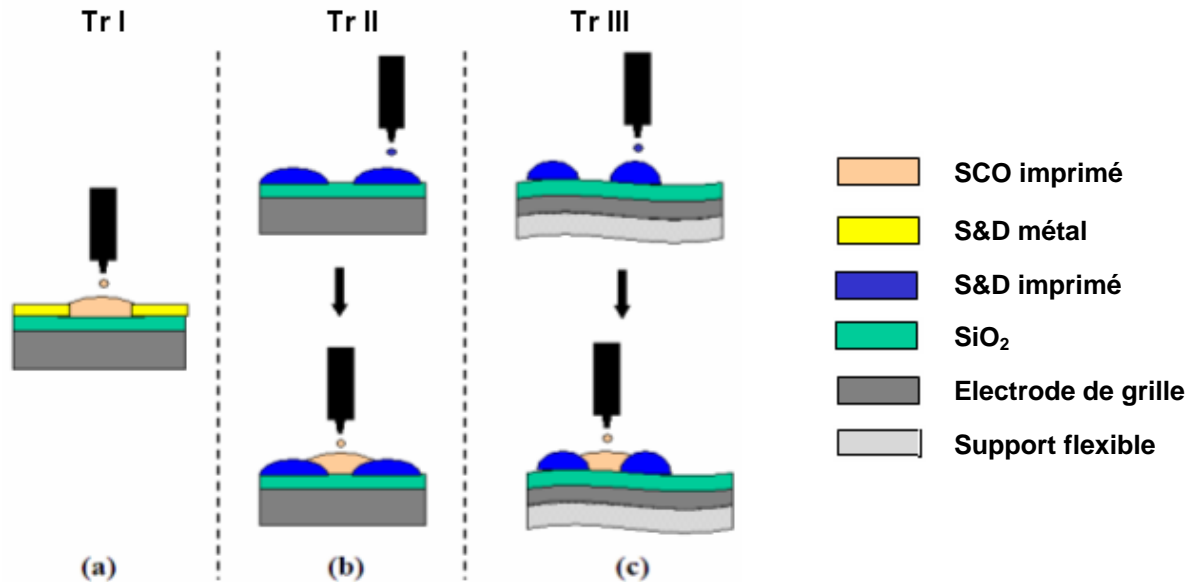 Tr I
Tr II
Tr III
SCO imprimé
S&D métal
S&D imprimé
SiO₂
Electrode de grille
Support flexible
(a)
(b)
(c)